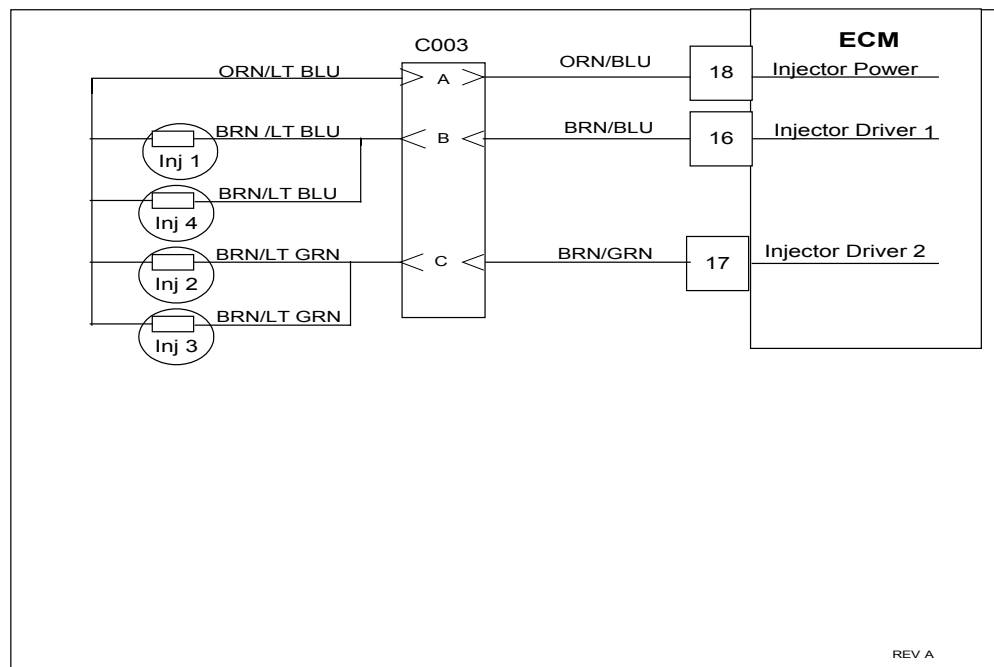 ECM
C003
ORN/LT BLU
A
ORN/BLU
18
Injector Power
BRN /LT BLU
B
BRN/BLU
16
Injector Driver 1
Inj 1
BRN/LT BLU
Inj 4
BRN/LT GRN
C
BRN/GRN
17
Injector Driver 2
Inj 2
BRN/LT GRN
Inj 3
REV A